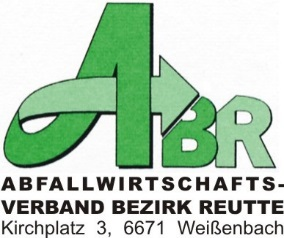 ABR
ABFALLWIRTSCHAFTS-
VERBAND BEZIRK REUTTE
Kirchplatz 3, 6671 Weißenbach